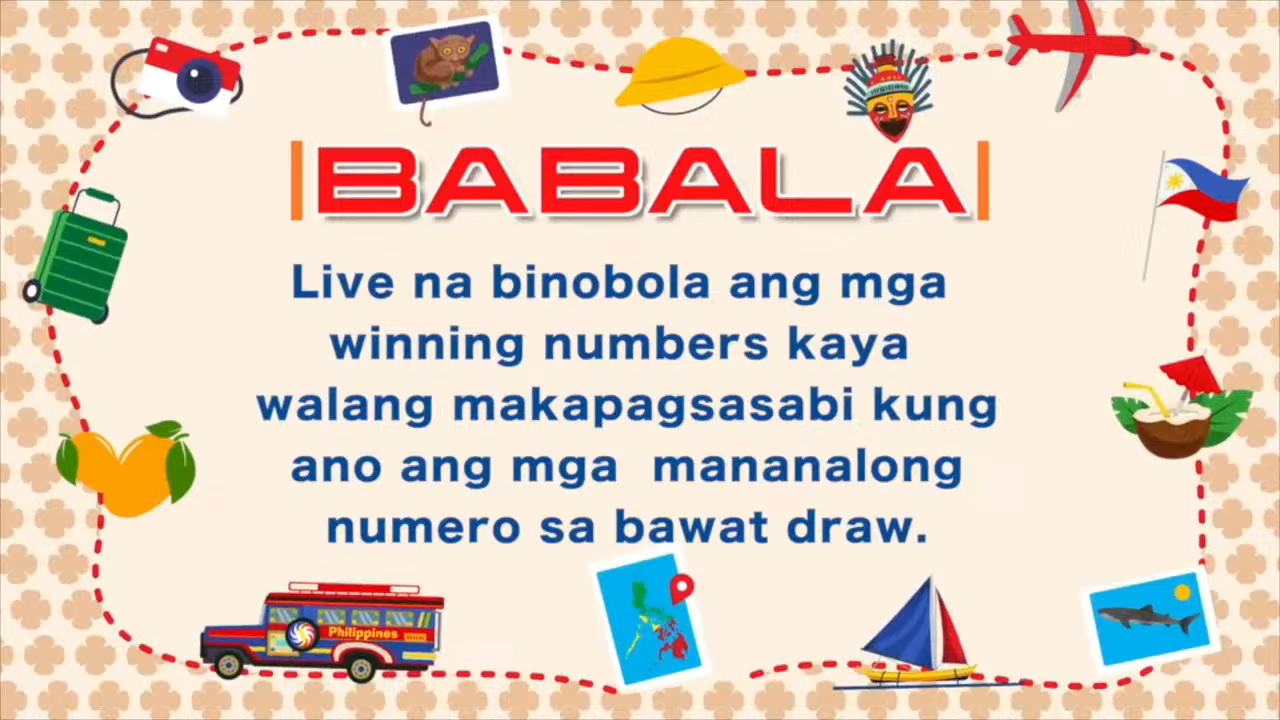 BABALA
Live na binobola ang mga
winning numbers kaya
walang makapagsasabi kung
ano ang mga mananalong
numero sa bawat draw.
Philippines